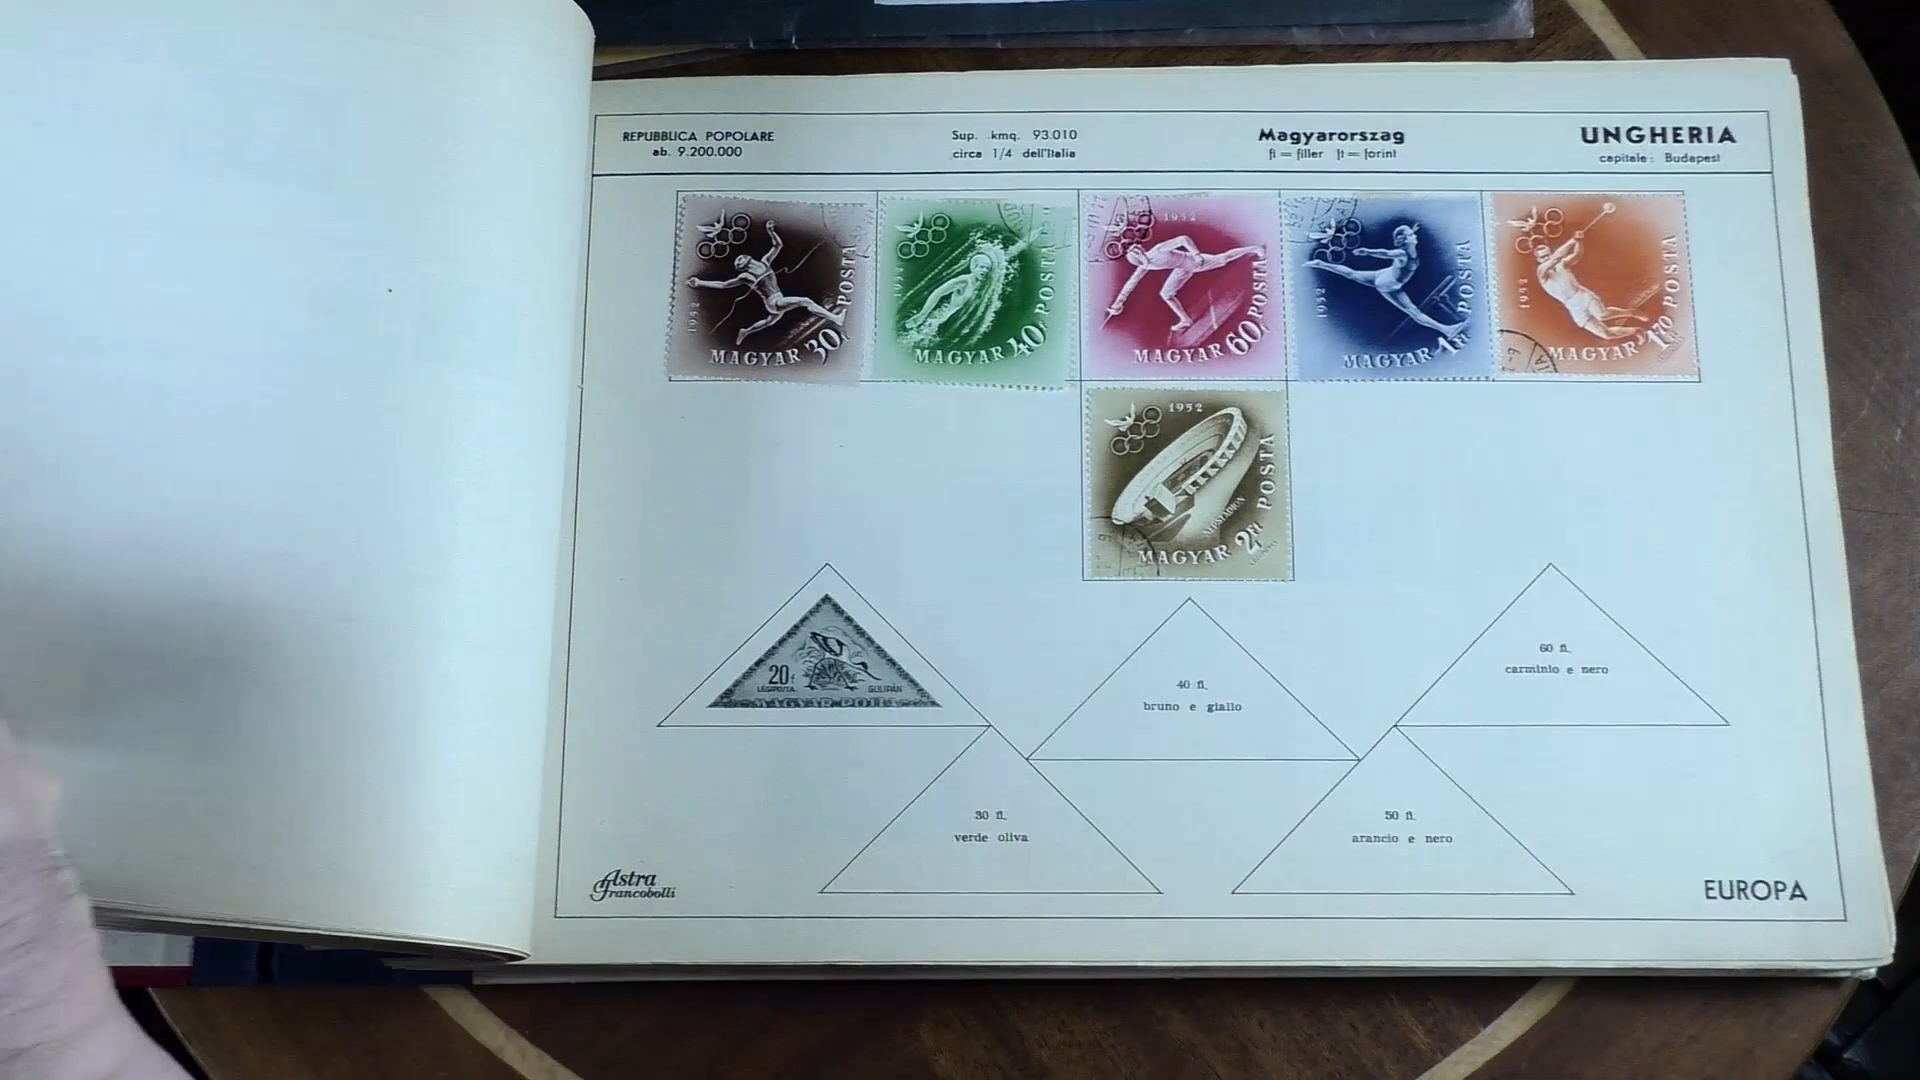 REPUBBLICA POPOLARE
ab. 9.200.000
Sup. kmq. 93.010
circa 1/4 dell'Italia
Magyarorszag
fi = filler ft = forint
UNGHERIA
capitale: Budapest
1952
MAGYAR 30f POSTA
1952
MAGYAR 40f POSTA
1952
MAGYAR 60f POSTA
1952
MAGYAR 1Ft POSTA
1952
MAGYAR 1.70 POSTA
1952
NÉPSTADION
MAGYAR 2Ft POSTA
20f
LÉGIPOSTA GULIPÁN
MAGYAR POSTA
40 fl.
bruno e giallo
60 fl.
carminio e nero
30 fl.
verde oliva
50 fl.
arancio e nero
Astra
Francobolli
EUROPA